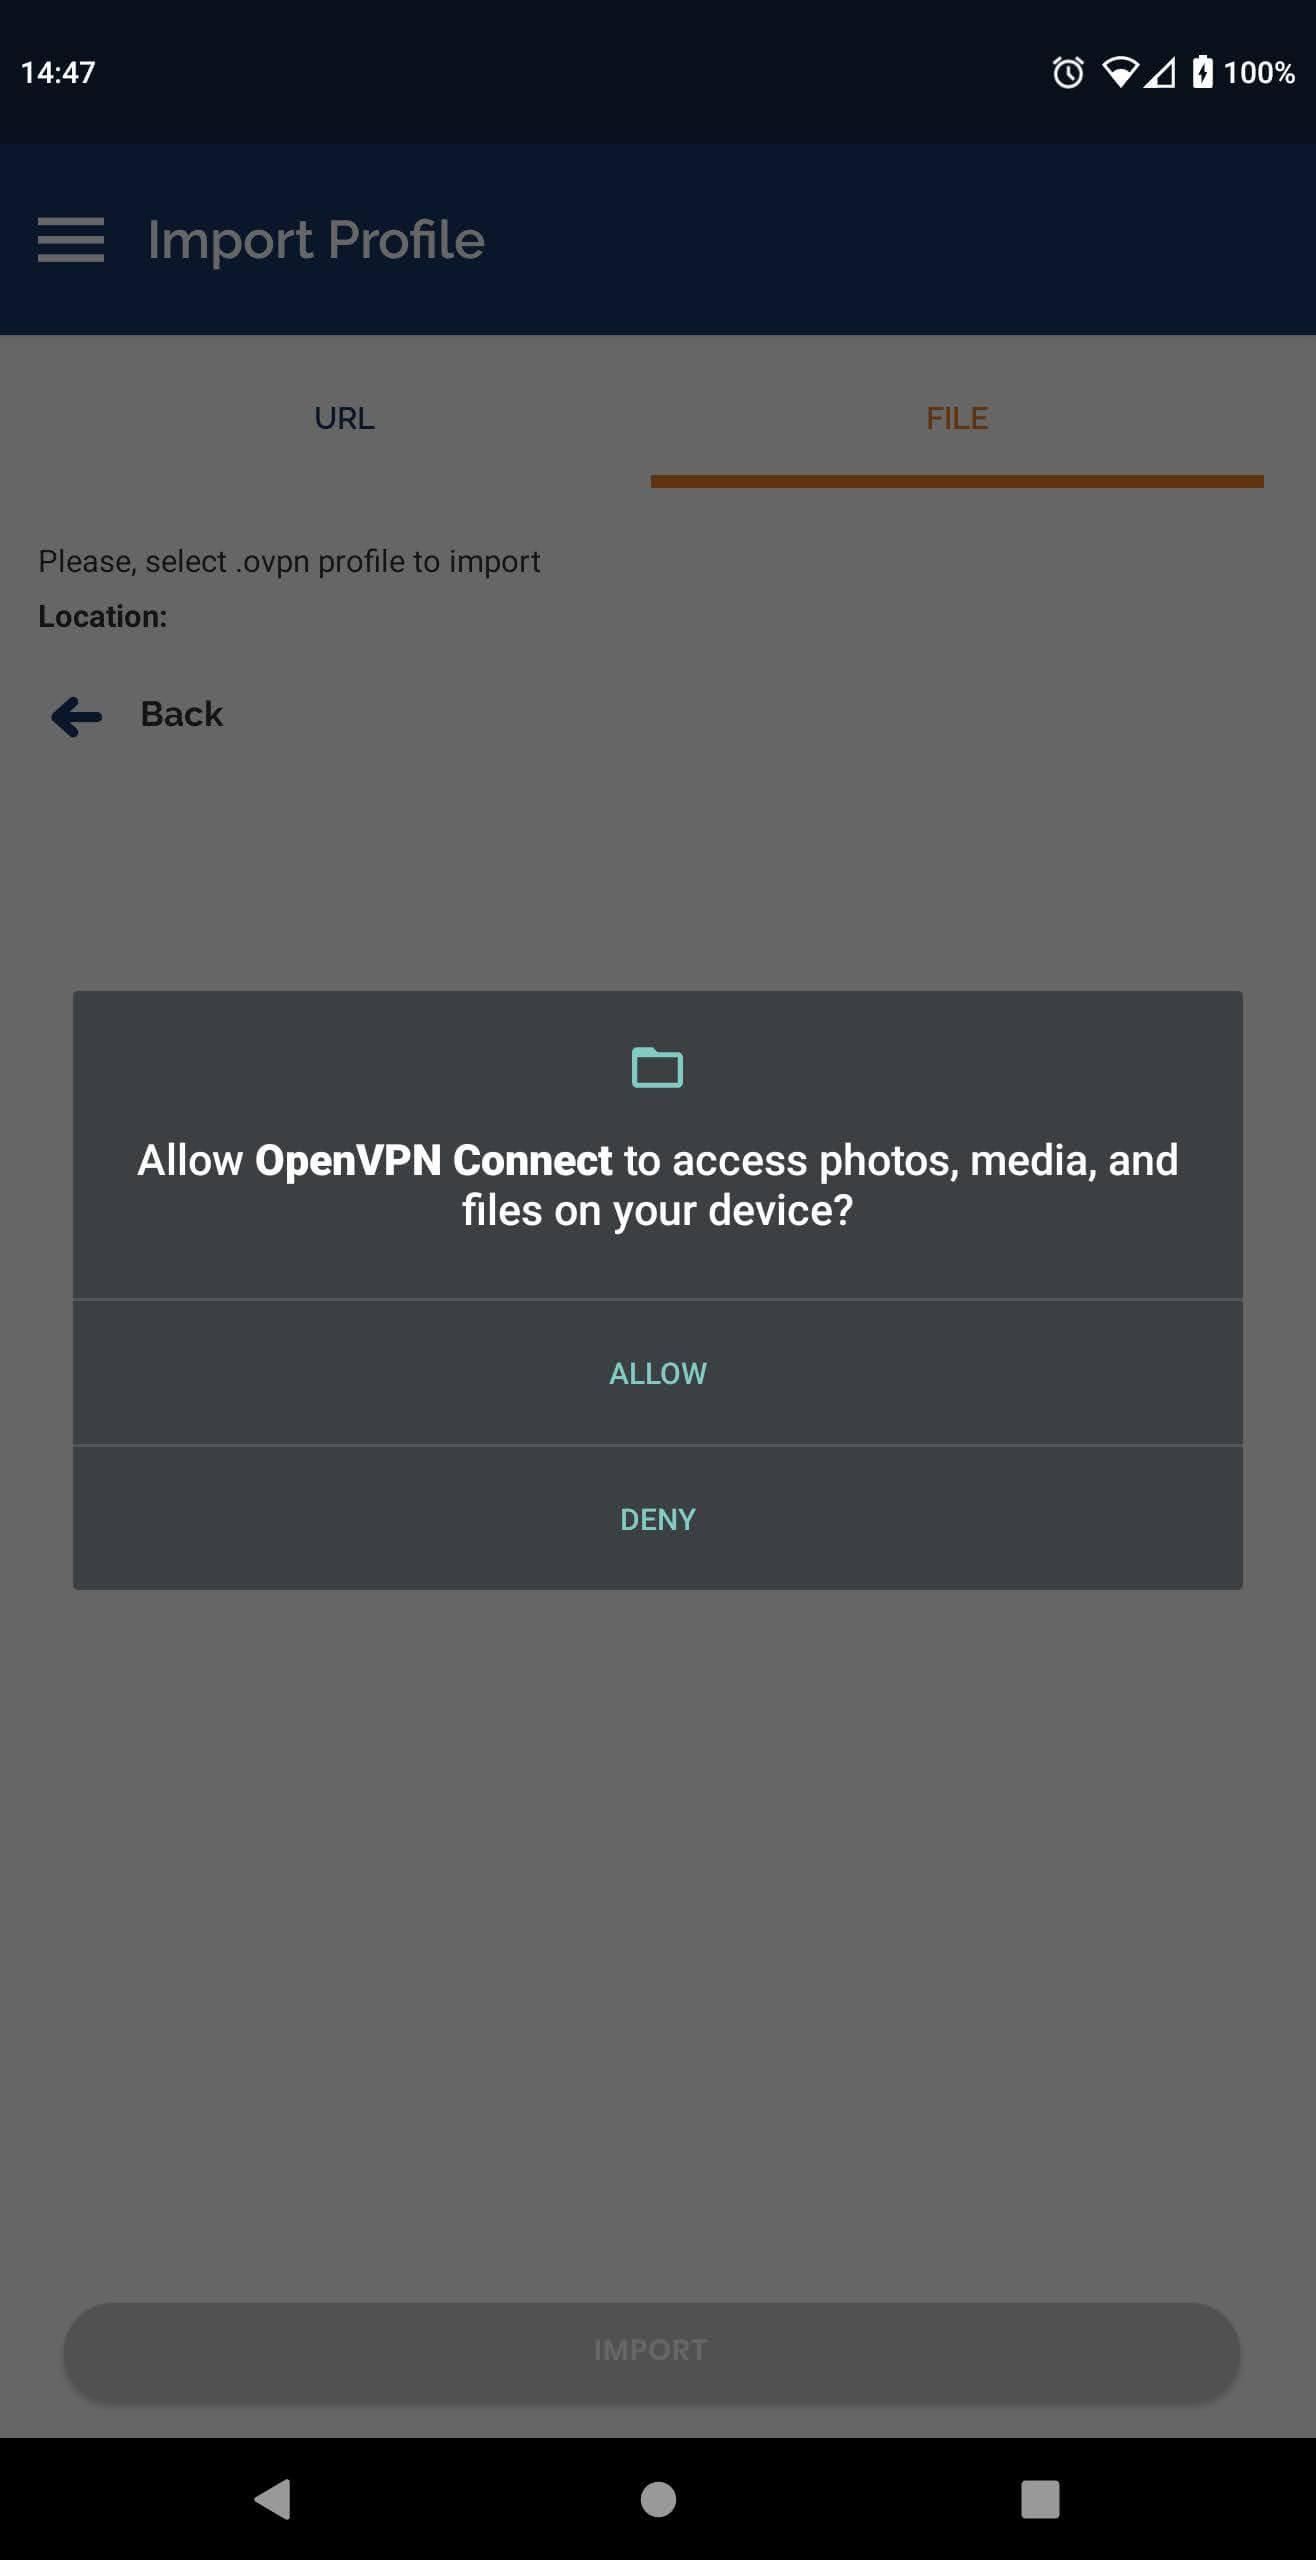 14:47
100%
Import Profile
URL
FILE
Please, select .ovpn profile to import
Location:
Back
Allow OpenVPN Connect to access photos, media, and
files on your device?
ALLOW
DENY
IMPORT